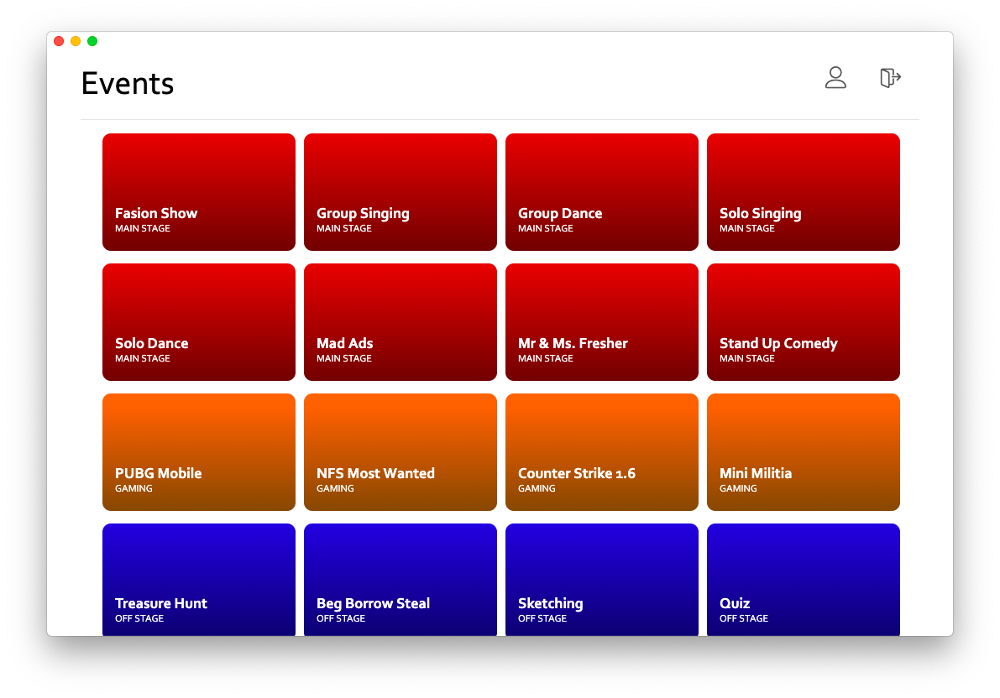 Events
Fasion Show
MAIN STAGE
Group Singing
MAIN STAGE
Group Dance
MAIN STAGE
Solo Singing
MAIN STAGE
Solo Dance
MAIN STAGE
Mad Ads
MAIN STAGE
Mr & Ms. Fresher
MAIN STAGE
Stand Up Comedy
MAIN STAGE
PUBG Mobile
GAMING
NFS Most Wanted
GAMING
Counter Strike 1.6
GAMING
Mini Militia
GAMING
Treasure Hunt
OFF STAGE
Beg Borrow Steal
OFF STAGE
Sketching
OFF STAGE
Quiz
OFF STAGE